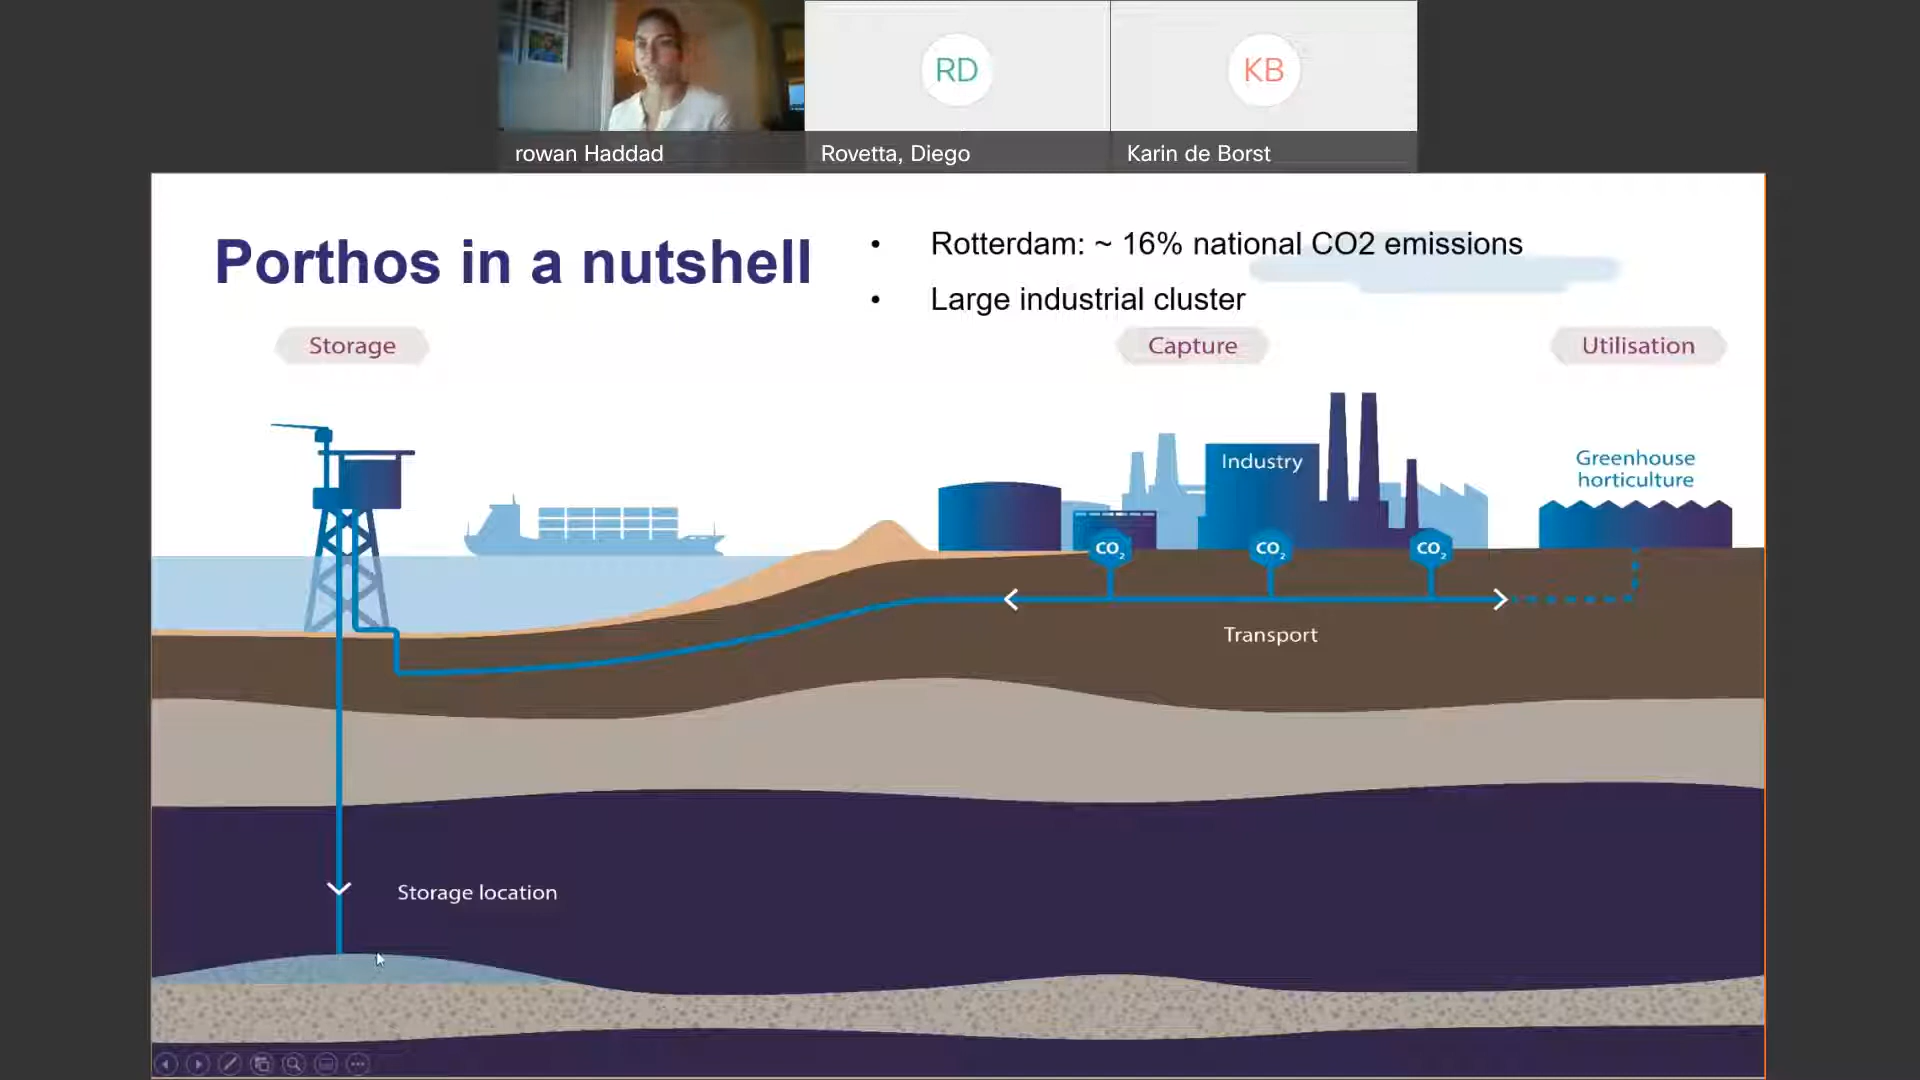 RD
KB
rowan Haddad
Rovetta, Diego
Karin de Borst
Porthos in a nutshell
• Rotterdam: ~ 16% national CO2 emissions
• Large industrial cluster
Storage
Capture
Utilisation
Industry
Greenhouse
horticulture
CO₂
CO₂
CO₂
Transport
Storage location